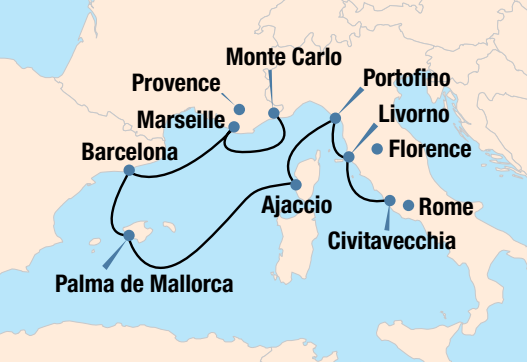 Monte Carlo
Provence
Portofino
Marseille
Livorno
Barcelona
Florence
Ajaccio
Rome
Civitavecchia
Palma de Mallorca